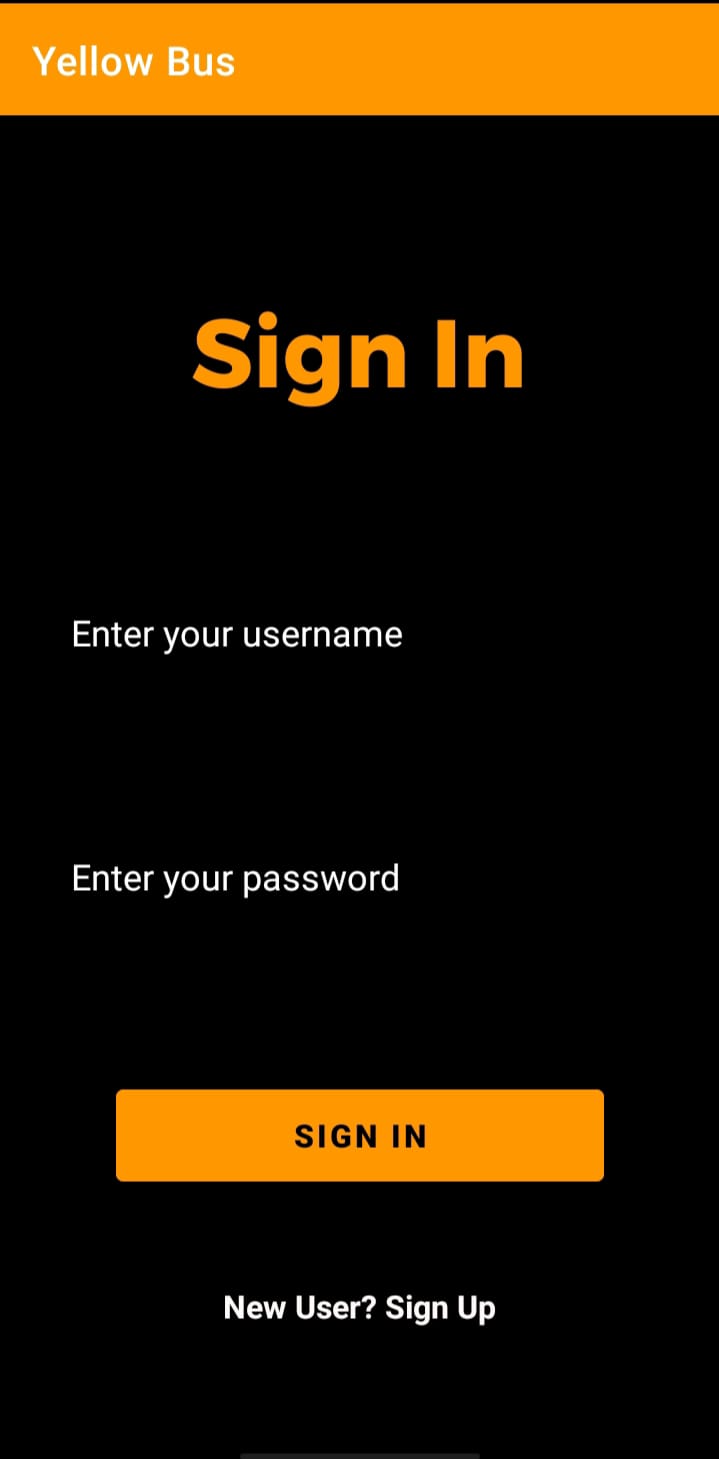 Yellow Bus
Sign In
Enter your username
Enter your password
SIGN IN
New User? Sign Up